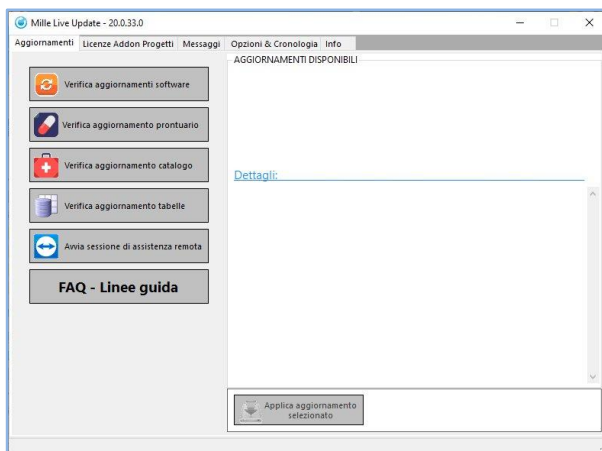 Mille Live Update - 20.0.33.0
Aggiornamenti Licenze Addon Progetti Messaggi Opzioni & Cronologia Info
AGGIORNAMENTI DISPONIBILI
Verifica aggiornamenti software
Verifica aggiornamento prontuario
Verifica aggiornamento catalogo
Dettagli:
Verifica aggiornamento tabelle
Avvia sessione di assistenza remota
FAQ - Linee guida
Applica aggiornamento
selezionato